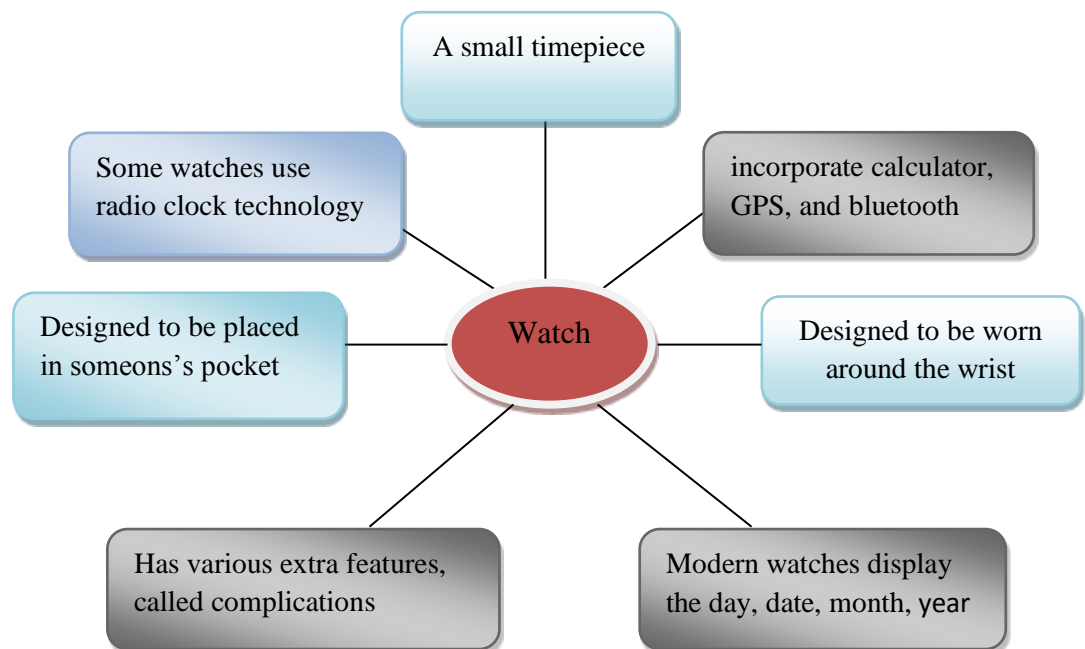 A small timepiece
Some watches use
radio clock technology
incorporate calculator,
GPS, and bluetooth
Designed to be placed
in someons's pocket
Watch
Designed to be worn
around the wrist
Has various extra features,
called complications
Modern watches display
the day, date, month, year